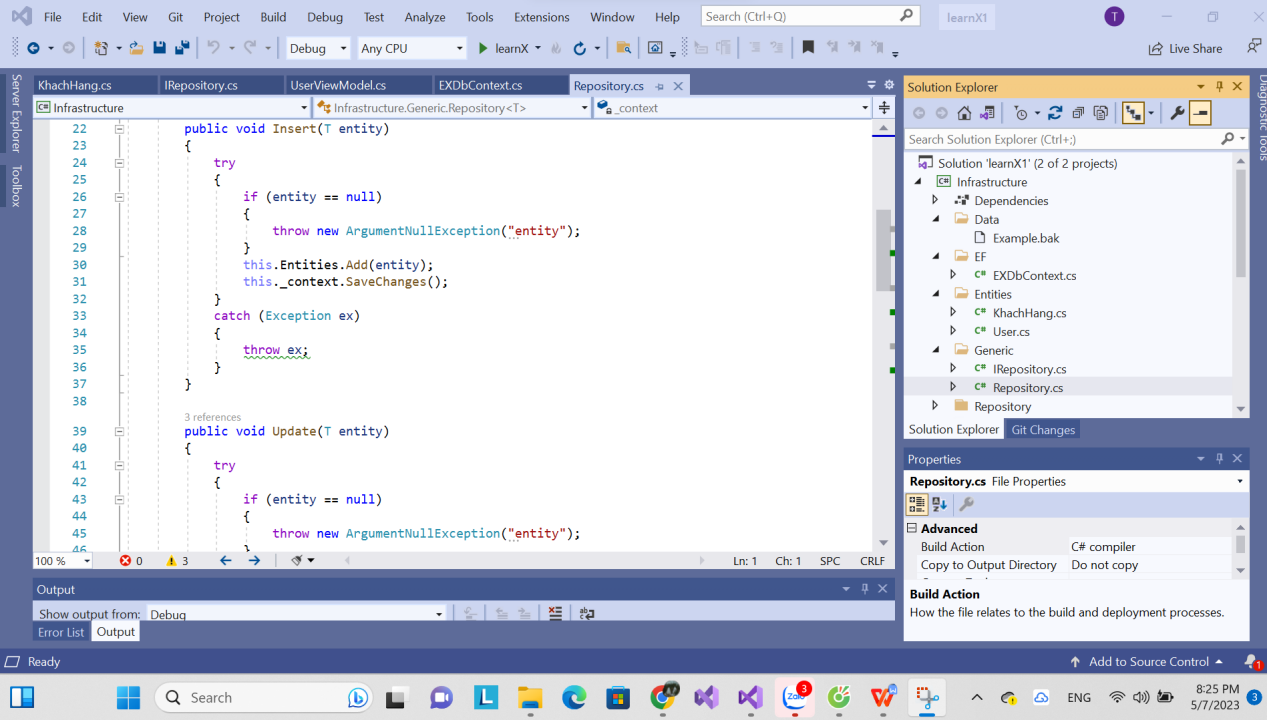 File Edit View Git Project Build Debug Test Analyze Tools Extensions Window Help Search (Ctrl+Q) learnX1 T
Debug Any CPU learnX Live Share
Server Explorer
Toolbox
KhachHang.cs IRepository.cs UserViewModel.cs EXDbContext.cs Repository.cs
C# Infrastructure Infrastructure.Generic.Repository<T> _context
22 public void Insert(T entity)
23 {
24 try
25 {
26 if (entity == null)
27 {
28 throw new ArgumentNullException("entity");
29 }
30 this.Entities.Add(entity);
31 this._context.SaveChanges();
32 }
33 catch (Exception ex)
34 {
35 throw ex;
36 }
37 }
38
3 references
39 public void Update(T entity)
40 {
41 try
42 {
43 if (entity == null)
44 {
45 throw new ArgumentNullException("entity");
46 }
100 % 0 3 Ln: 1 Ch: 1 SPC CRLF
Output
Show output from: Debug
Error List Output
Solution Explorer
Search Solution Explorer (Ctrl+;)
Solution 'learnX1' (2 of 2 projects)
C# Infrastructure
Dependencies
Data
Example.bak
EF
C# EXDbContext.cs
Entities
C# KhachHang.cs
C# User.cs
Generic
C# IRepository.cs
C# Repository.cs
Repository
Solution Explorer Git Changes
Properties
Repository.cs File Properties
Advanced
Build Action C# compiler
Copy to Output Directory Do not copy
Build Action
How the file relates to the build and deployment processes.
Diagnostic Tools
Ready Add to Source Control 1
Search L Zalo 3 W ENG 8:25 PM
5/7/2023 3